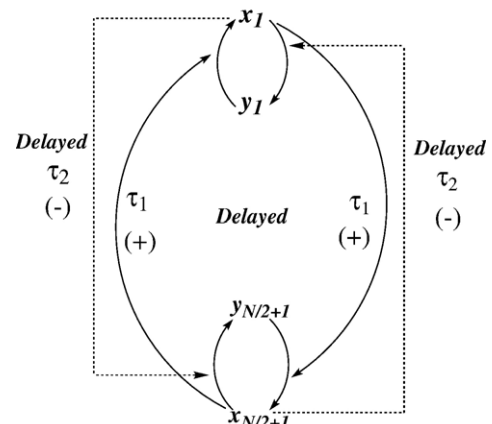 x1
y1
Delayed
τ2
(-)
τ1
(+)
Delayed
τ1
(+)
Delayed
τ2
(-)
yN/2+1
xN/2+1